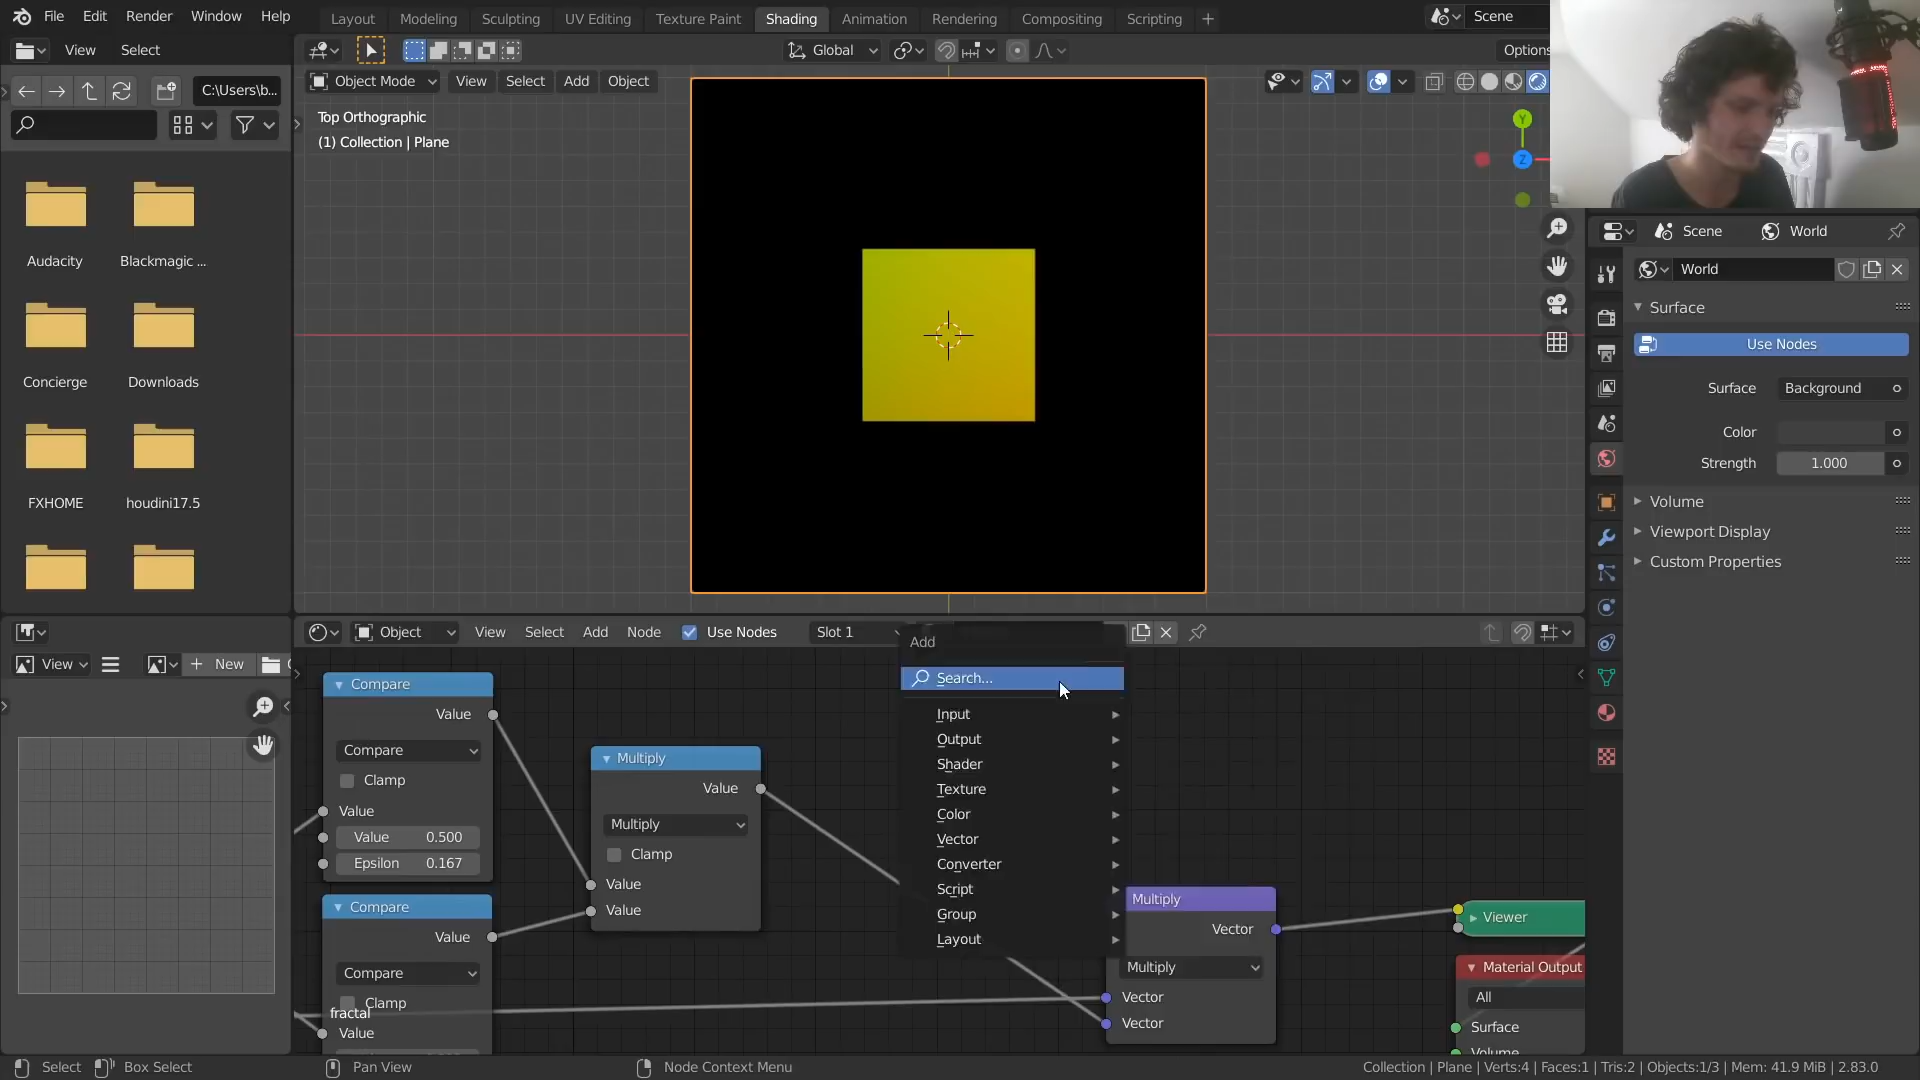 File Edit Render Window Help
Layout Modeling Sculpting UV Editing Texture Paint Shading Animation Rendering Compositing Scripting +
Scene
View Select
Global
Options
C:\Users\b...
Object Mode View Select Add Object
Top Orthographic
(1) Collection | Plane
Y
Z
Audacity
Blackmagic ...
Concierge
Downloads
FXHOME
houdini17.5
Scene World
World
Surface
Use Nodes
Surface Background
Color
Strength 1.000
Volume
Viewport Display
Custom Properties
View
+ New
Object View Select Add Node Use Nodes Slot 1
Compare
Value
Compare
Clamp
Value
Value 0.500
Epsilon 0.167
Compare
Value
Compare
Clamp
fractal
Value
Multiply
Value
Multiply
Clamp
Value
Value
Add
Search...
Input
Output
Shader
Texture
Color
Vector
Converter
Script
Group
Layout
Multiply
Vector
Multiply
Vector
Vector
Viewer
Material Output
All
Surface
Volume
Select Box Select Pan View Node Context Menu
Collection | Plane | Verts:4 | Faces:1 | Tris:2 | Objects:1/3 | Mem: 41.9 MiB | 2.83.0